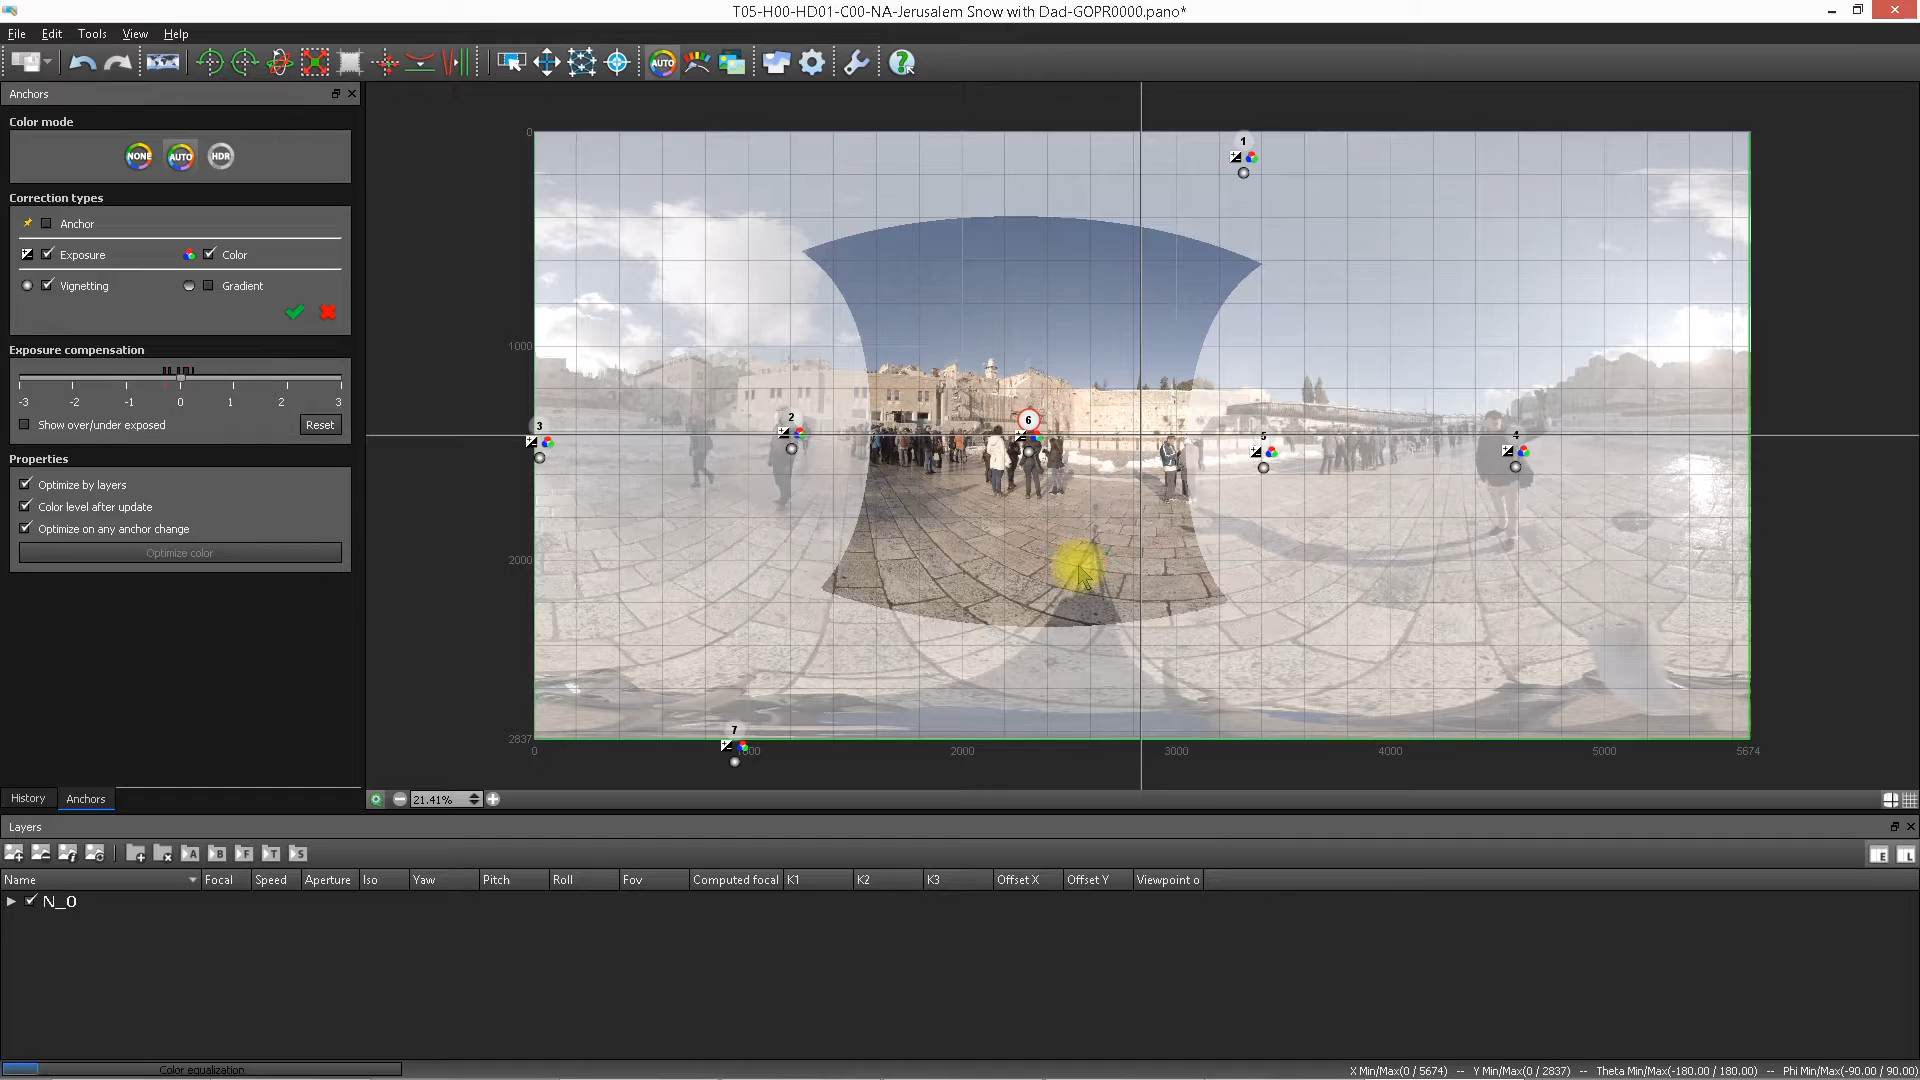 T05-H00-HD01-C00-NA-Jerusalem Snow with Dad-GOPR0000.pano*
File Edit Tools View Help
AUTO
Anchors
Color mode
NONE AUTO HDR
Correction types
Anchor
Exposure Color
Vignetting Gradient
Exposure compensation
-3 -2 -1 0 1 2 3
Show over/under exposed Reset
Properties
Optimize by layers
Color level after update
Optimize on any anchor change
Optimize color
0
1
1000
2
3
6
5
4
2000
7
2837
0 1000 2000 3000 4000 5000 5674
History Anchors
21.41%
Layers
A B F T S E L
Name Focal Speed Aperture Iso Yaw Pitch Roll Fov Computed focal K1 K2 K3 Offset X Offset Y Viewpoint o
N_0
Color equalization
X Min/Max(0 / 5674) -- Y Min/Max(0 / 2837) -- Theta Min/Max(-180.00 / 180.00) -- Phi Min/Max(-90.00 / 90.00)